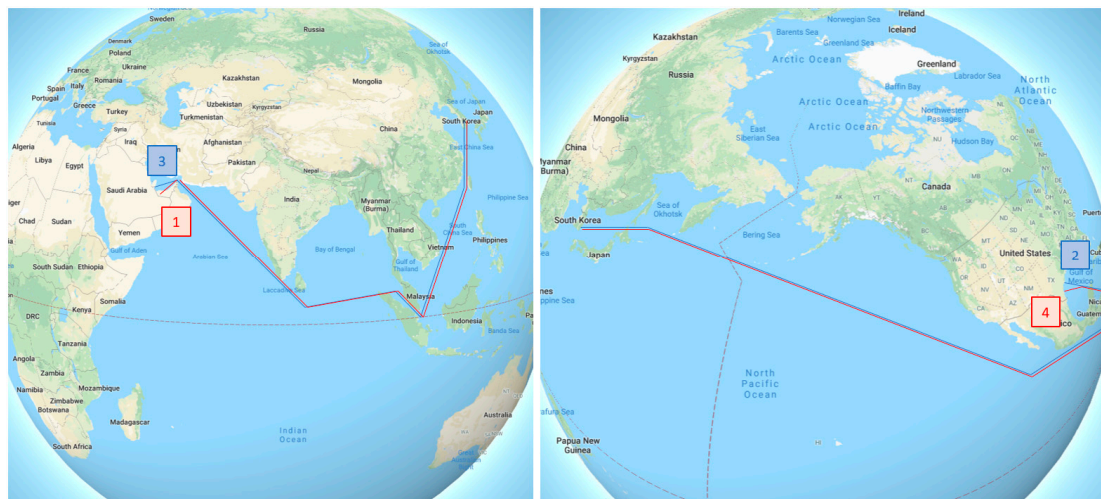 Sweden
Russia
Denmark
Poland
Sea of
Okhotsk
France
Ukraine
Kazakhstan
Mongolia
Spain
Romania
Portugal
Italy
Greece
Turkey
Uzbekistan
Kyrgyzstan
Turkmenistan
Sea of Japan
Japan
South Korea
Tunisia
Syria
Iraq
Afghanistan
China
East China Sea
Algeria
Libya
Egypt
3
Pakistan
Nepal
Saudi Arabia
India
Myanmar
(Burma)
Philippine Sea
Chad
Sudan
1
Yemen
Gulf of Aden
Thailand
South
China Sea
Vietnam
Philippines
Arabian Sea
Bay of Bengal
Gulf of
Thailand
South Sudan
Ethiopia
Somalia
Laccadive Sea
Malaysia
Kenya
DRC
Indonesia
Banda Sea
Tanzania
Angola
Zambia
Mozambique
Namibia
Zimbabwe
Botswana
Madagascar
South Africa
Indian
Ocean
Australia
WA
Ireland
Norwegian Sea
Iceland
Kazakhstan
Barents Sea
Greenland Sea
Kyrgyzstan
Arctic Ocean
Greenland
Russia
Labrador Sea
Baffin Bay
North
Atlantic
Ocean
Arctic Ocean
Northwestern
Passages
Mongolia
East
Siberian Sea
Arctic Ocean
Hudson Bay
NU
QC
China
Myanmar
(Burma)
Canada
Sea of
Okhotsk
South Korea
Bering Sea
Japan
United States
2
Gulf of
Mexico
4
Guatemala
North
Pacific
Ocean
HI
Papua New
Guinea